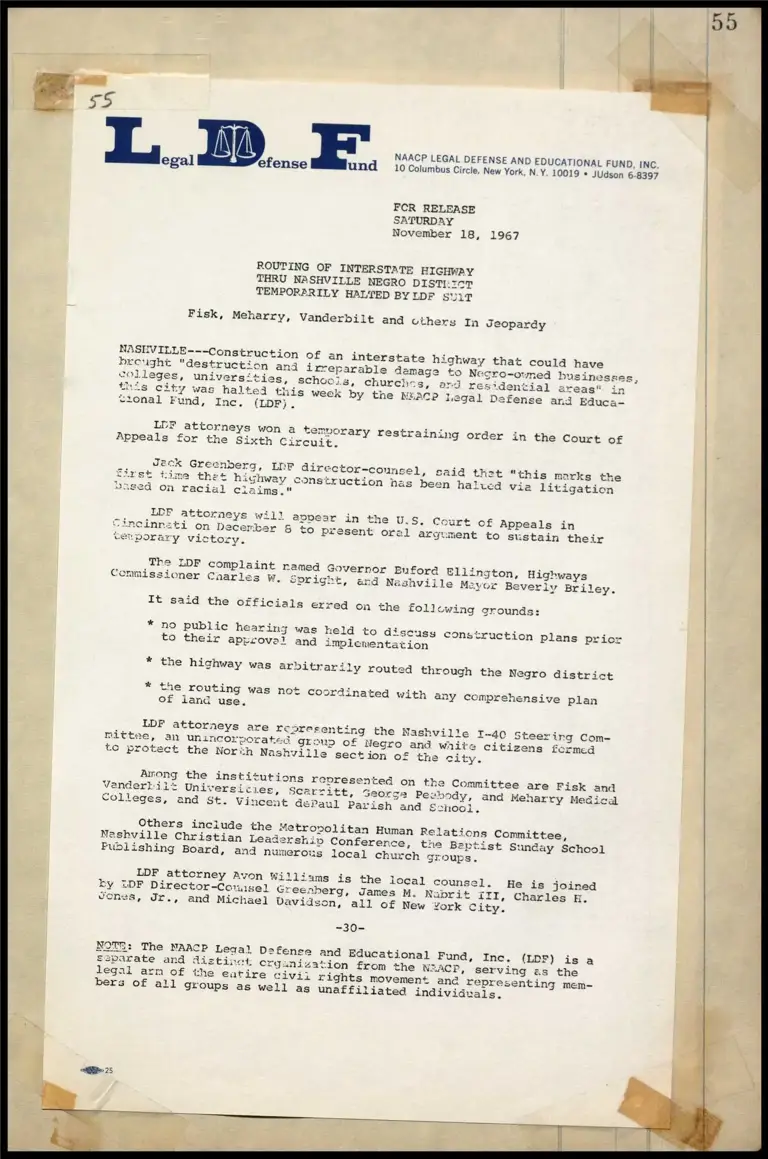 55
55
Legal Defense Fund
NAACP LEGAL DEFENSE AND EDUCATIONAL FUND, INC.
10 Columbus Circle, New York, N.Y. 10019 • JUdson 6-8397
FOR RELEASE
SATURDAY
November 18, 1967
ROUTING OF INTERSTATE HIGHWAY
THRU NASHVILLE NEGRO DISTRICT
TEMPORARILY HALTED BY LDF SUIT
Fisk, Meharry, Vanderbilt and others In Jeopardy
NASHVILLE---Construction of an interstate highway that could have
brought "destruction and irreparable damage to Negro-owned businesses,
colleges, universities, schools, churches, and residential areas" in
this city was halted this week by the NAACP Legal Defense and Educa-
tional Fund, Inc. (LDF).
LDF attorneys won a temporary restraining order in the Court of
Appeals for the Sixth Circuit.
Jack Greenberg, LDF director-counsel, said that "this marks the
first time that highway construction has been halted via litigation
based on racial claims."
LDF attorneys will appear in the U.S. Court of Appeals in
Cincinnati on December 8 to present oral argument to sustain their
temporary victory.
The LDF complaint named Governor Buford Ellington, Highways
Commissioner Charles W. Spright, and Nashville Mayor Beverly Briley.
It said the officials erred on the following grounds:
* no public hearing was held to discuss construction plans prior
to their approval and implementation
* the highway was arbitrarily routed through the Negro district
* the routing was not coordinated with any comprehensive plan
of land use.
LDF attorneys are representing the Nashville I-40 Steering Com-
mittee, an unincorporated group of Negro and white citizens formed
to protect the North Nashville section of the city.
Among the institutions represented on the Committee are Fisk and
Vanderbilt Universities, Scarritt, George Peabody, and Meharry Medical
Colleges, and St. Vincent dePaul Parish and School.
Others include the Metropolitan Human Relations Committee,
Nashville Christian Leadership Conference, the Baptist Sunday School
Publishing Board, and numerous local church groups.
LDF attorney Avon Williams is the local counsel. He is joined
by LDF Director-Counsel Greenberg, James M. Nabrit III, Charles H.
Jones, Jr., and Michael Davidson, all of New York City.
-30-
NOTE: The NAACP Legal Defense and Educational Fund, Inc. (LDF) is a
separate and distinct organization from the NAACP, serving as the
legal arm of the entire civil rights movement and representing mem-
bers of all groups as well as unaffiliated individuals.
25